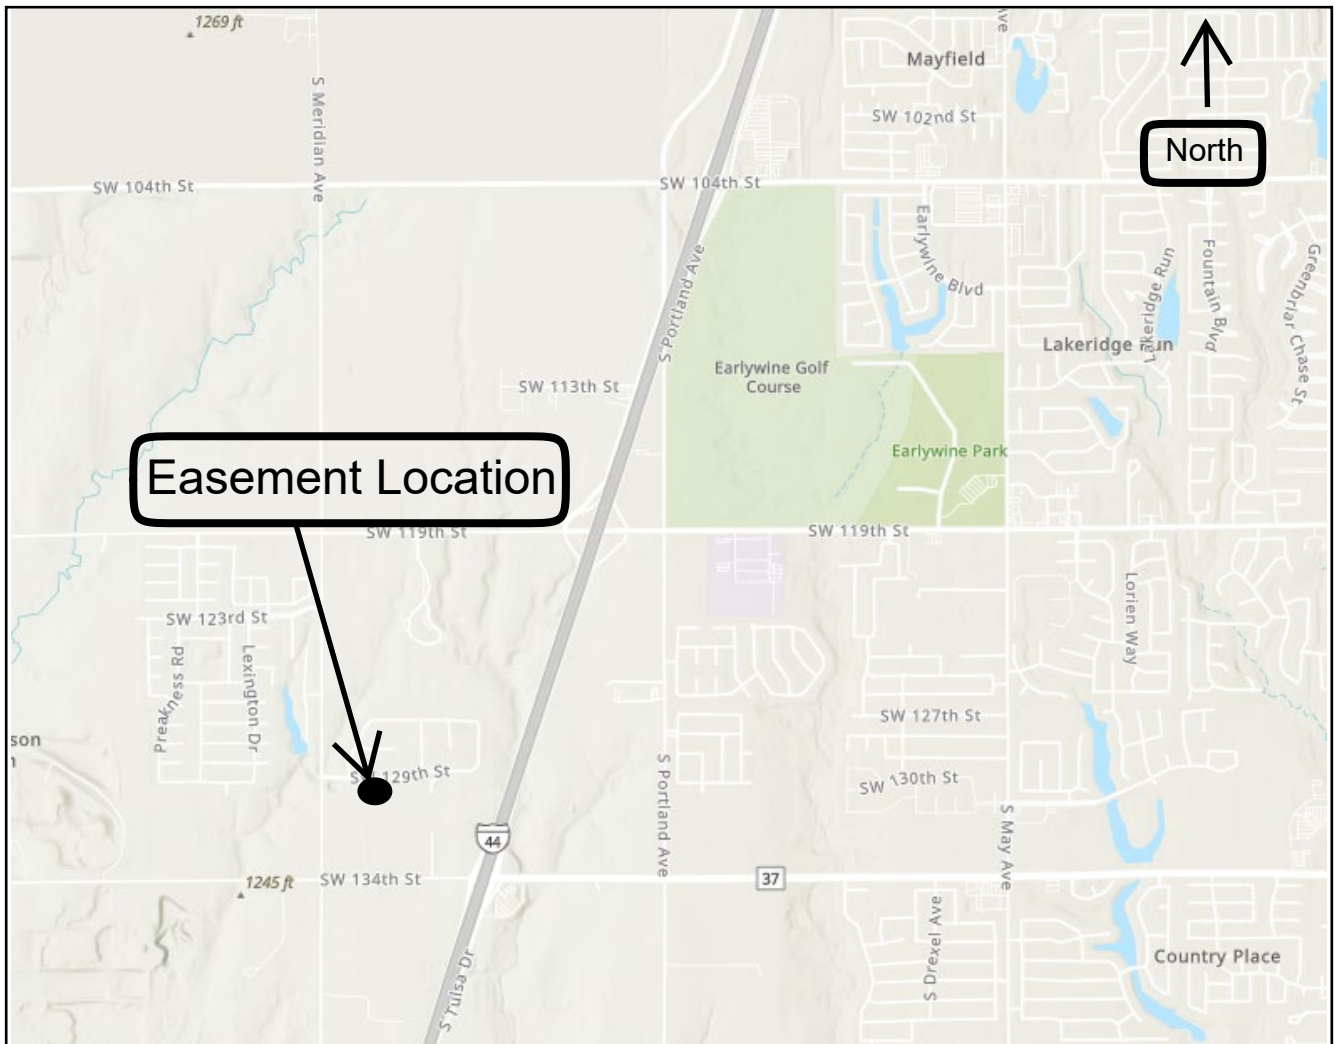 1269 ft
Ave
S Meridian Ave
Mayfield
SW 102nd St
North
SW 104th St
SW 104th St
S Portland Ave
Earlywine Blvd
Lakeridge Run
Fountain Blvd
Greenbriar Chase St
Lakeridge Run
Earlywine Golf
Course
SW 113th St
Earlywine Park
Easement Location
SW 119th St
SW 119th St
Lorien Way
SW 123rd St
Preakness Rd
Lexington Dr
SW 127th St
son
SW 129th St
SW 130th St
S Portland Ave
S May Ave
44
1245 ft
SW 134th St
37
S Drexel Ave
Country Place
S Tulsa Dr